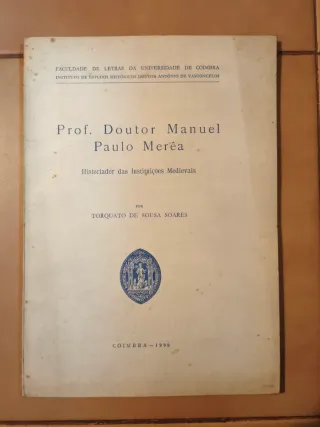 FACULDADE DE LETRAS DA UNIVERSIDADE DE COIMBRA
INSTITUTO DE ESTUDOS HISTÓRICOS DOUTOR ANTÓNIO DE VASCONCELOS
Prof. Doutor Manuel
Paulo Merêa
Historiador das Instituições Medievais
POR
TORQUATO DE SOUSA SOARES
COIMBRA —